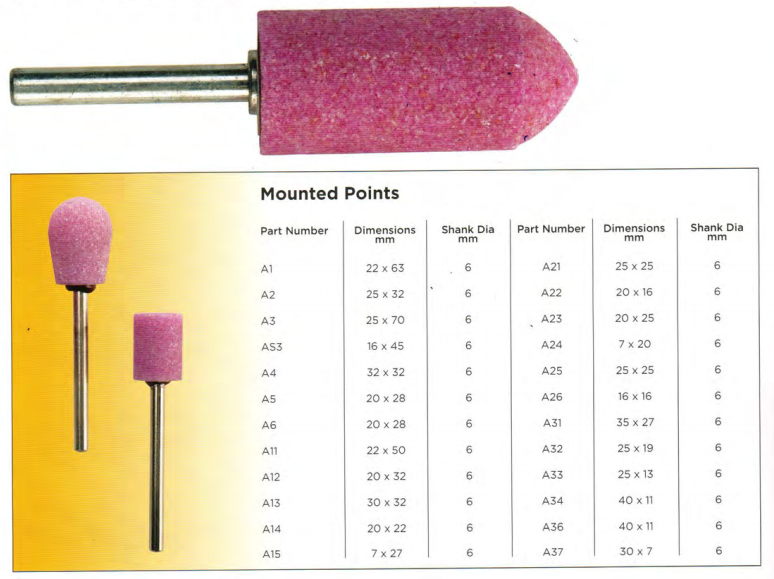 Mounted Points
Part Number Dimensions mm Shank Dia mm Part Number Dimensions mm Shank Dia mm
A1 22 x 63 6 A21 25 x 25 6
A2 25 x 32 6 A22 20 x 16 6
A3 25 x 70 6 A23 20 x 25 6
AS3 16 x 45 6 A24 7 x 20 6
A4 32 x 32 6 A25 25 x 25 6
A5 20 x 28 6 A26 16 x 16 6
A6 20 x 28 6 A31 35 x 27 6
A11 22 x 50 6 A32 25 x 19 6
A12 20 x 32 6 A33 25 x 13 6
A13 30 x 32 6 A34 40 x 11 6
A14 20 x 22 6 A36 40 x 11 6
A15 7 x 27 6 A37 30 x 7 6